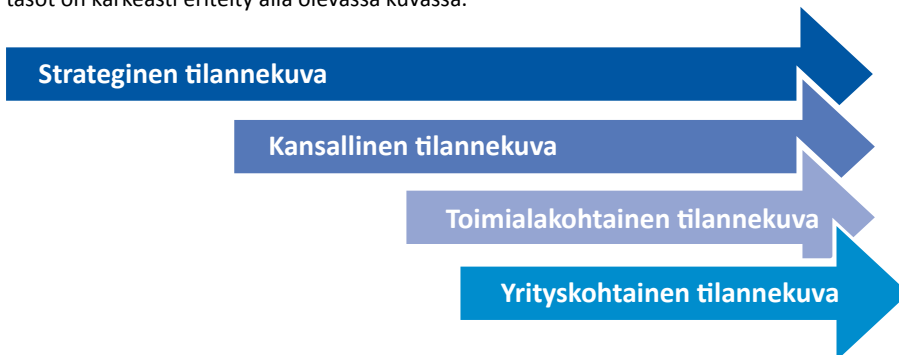 tasot on karkeasti eritelty alla olevassa kuvassa.
Strateginen tilannekuva
Kansallinen tilannekuva
Toimialakohtainen tilannekuva
Yrityskohtainen tilannekuva